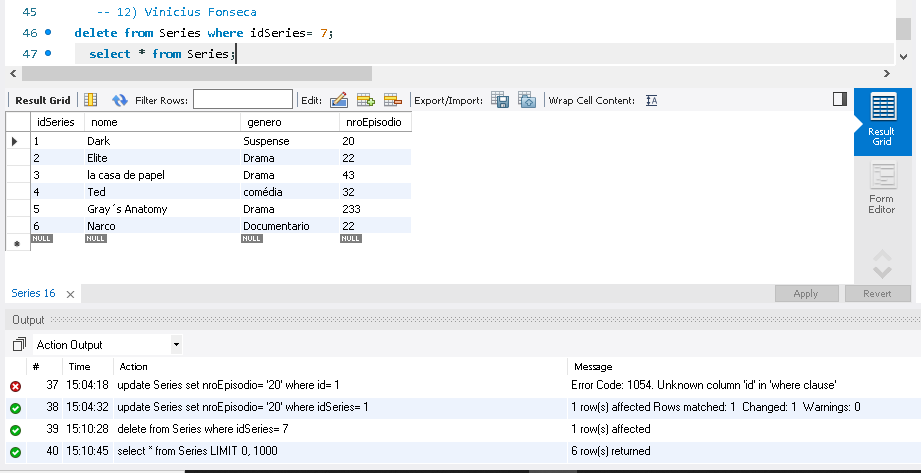 45 -- 12) Vinicius Fonseca
46 delete from Series where idSeries= 7;
47 select * from Series;
Result Grid Filter Rows: Edit: Export/Import: Wrap Cell Content: IA
idSeries nome genero nroEpisodio
1 Dark Suspense 20
2 Elite Drama 22
3 la casa de papel Drama 43
4 Ted comédia 32
5 Gray´s Anatomy Drama 233
6 Narco Documentario 22
NULL NULL NULL NULL
Result
Grid
Form
Editor
Series 16 Apply Revert
Output
Action Output
# Time Action Message
37 15:04:18 update Series set nroEpisodio= '20' where id= 1 Error Code: 1054. Unknown column 'id' in 'where clause'
38 15:04:32 update Series set nroEpisodio= '20' where idSeries= 1 1 row(s) affected Rows matched: 1 Changed: 1 Warnings: 0
39 15:10:28 delete from Series where idSeries= 7 1 row(s) affected
40 15:10:45 select * from Series LIMIT 0, 1000 6 row(s) returned